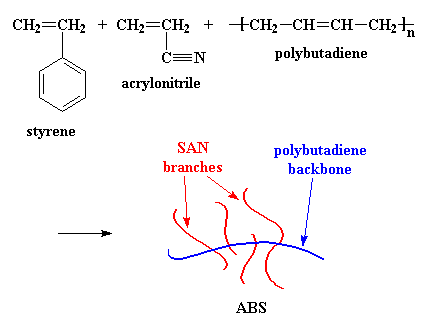 CH₂=CH₂ + CH₂=CH₂ + -[CH₂-CH=CH-CH₂]-n
C≡N
polybutadiene
acrylonitrile
styrene
SAN
branches
polybutadiene
backbone
ABS